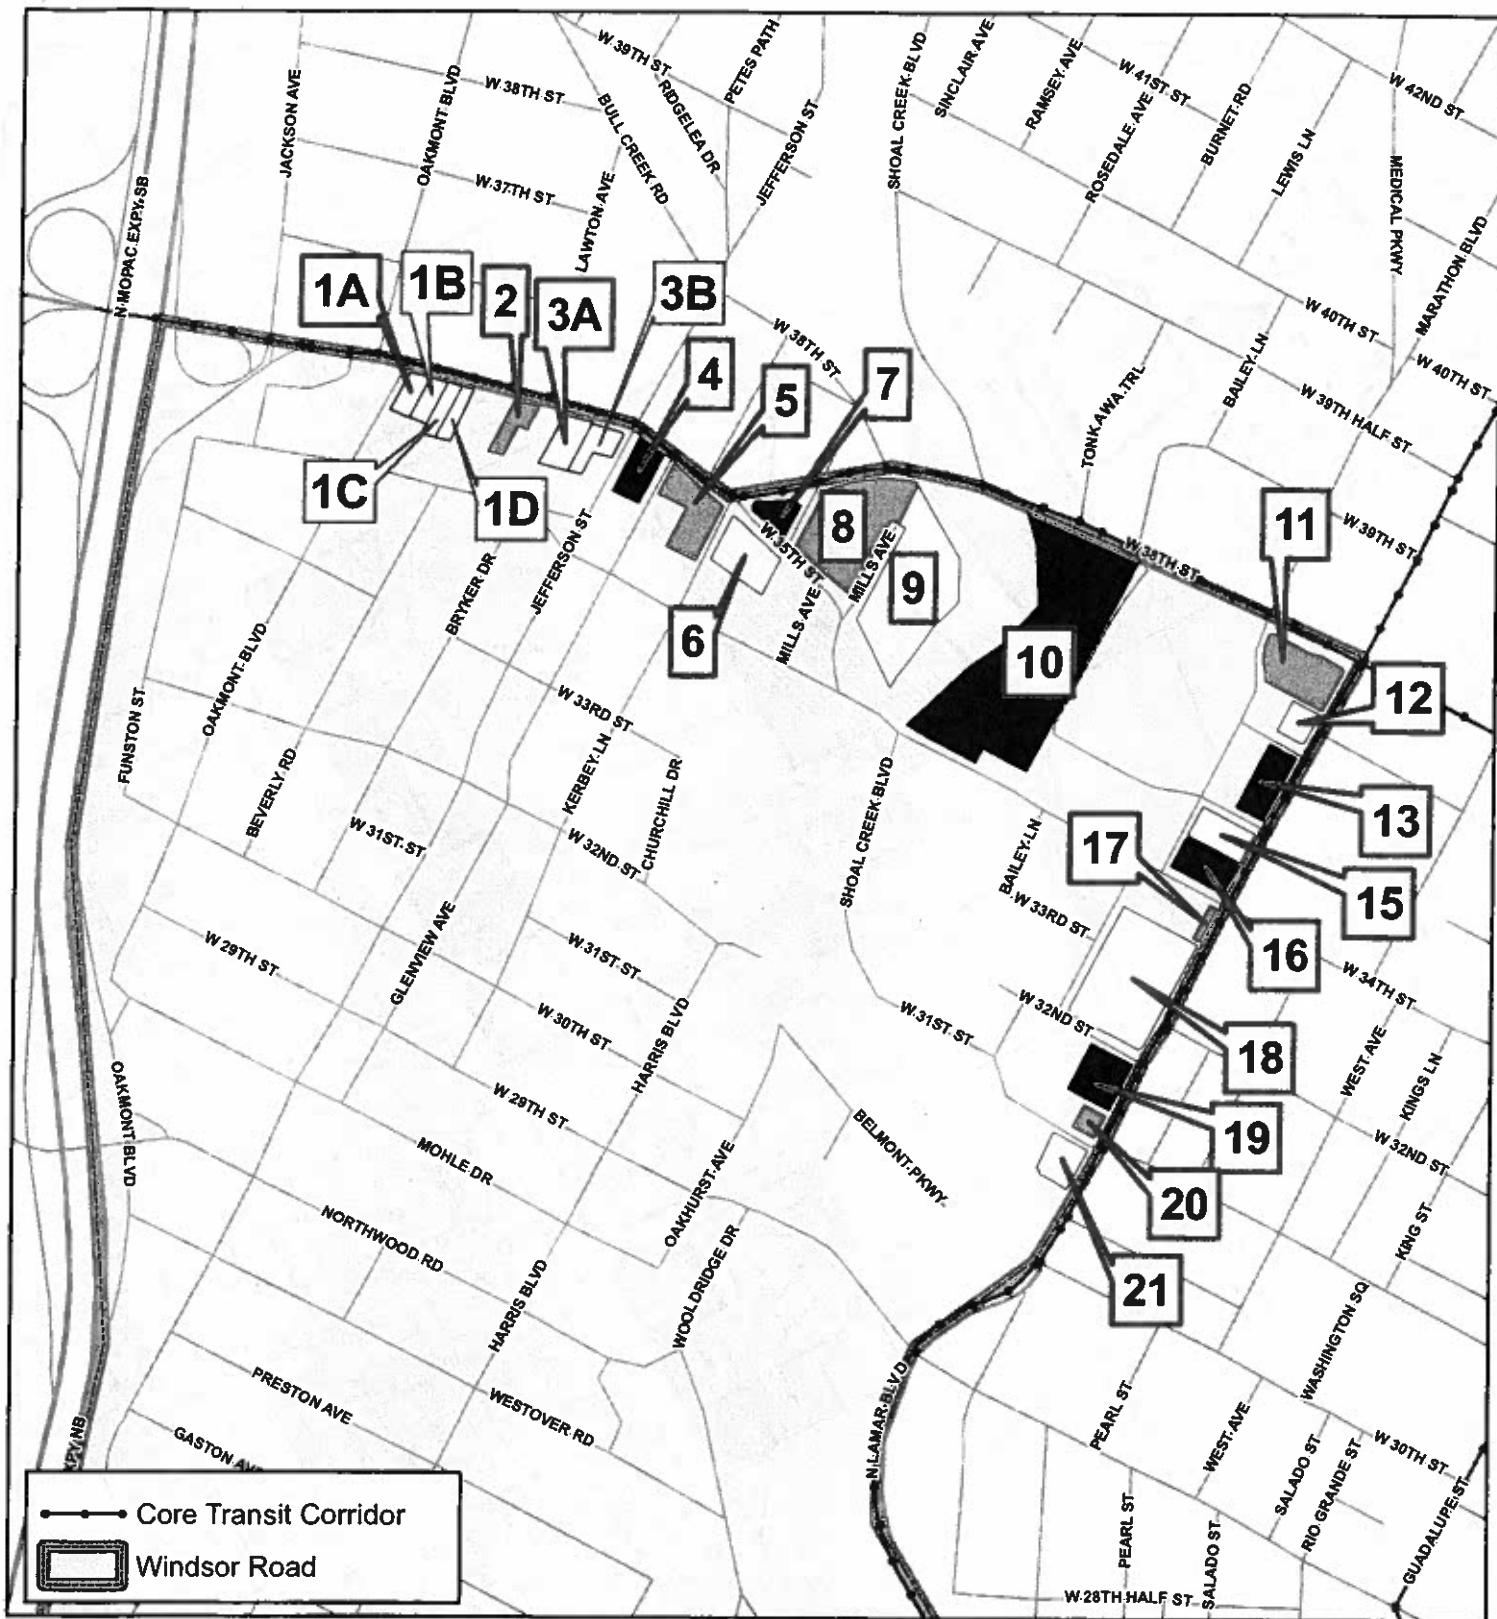 W 39TH ST
PETES PATH
SHOAL CREEK BLVD
SINCLAIR AVE
RAMSEY AVE
W 41ST ST
W 42ND ST
JACKSON AVE
OAKMONT BLVD
W 38TH ST
BULL CREEK RD
RIDGELEA DR
JEFFERSON ST
ROSEDALE AVE
BURNET RD
LEWIS LN
MEDICAL PKWY
W 37TH ST
LAWTON AVE
N MOPAC EXPY SB
MARATHON BLVD
1A
1B
2
3A
3B
W 38TH ST
W 40TH ST
BAILEY LN
W 40TH ST
4
5
7
TONKAWA TRL
W 39TH HALF ST
1C
1D
8
W 35TH ST
MILLS AVE
9
W 38TH ST
11
W 39TH ST
BRYKER DR
JEFFERSON ST
6
MILLS AVE
10
12
OAKMONT BLVD
FUNSTON ST
W 33RD ST
KERBEY LN
CHURCHILL DR
SHOAL CREEK BLVD
BEVERLY RD
W 31ST ST
W 32ND ST
BAILEY LN
17
13
15
16
W 33RD ST
GLENVIEW AVE
W 29TH ST
W 31ST ST
W 30TH ST
HARRIS BLVD
W 31ST ST
W 32ND ST
W 34TH ST
18
WEST AVE
KINGS LN
OAKMONT BLVD
W 29TH ST
MOHLE DR
OAKHURST AVE
BELMONT PKWY
19
W 32ND ST
20
NORTHWOOD RD
WOOLDRIDGE DR
KING ST
21
HARRIS BLVD
WASHINGTON SQ
PRESTON AVE
WESTOVER RD
N LAMAR BLVD
PEARL ST
WEST AVE
SALADO ST
RIO GRANDE ST
W 30TH ST
GUADALUPE ST
XPY NB
GASTON AVE
PEARL ST
SALADO ST
W 28TH HALF ST
Core Transit Corridor
Windsor Road